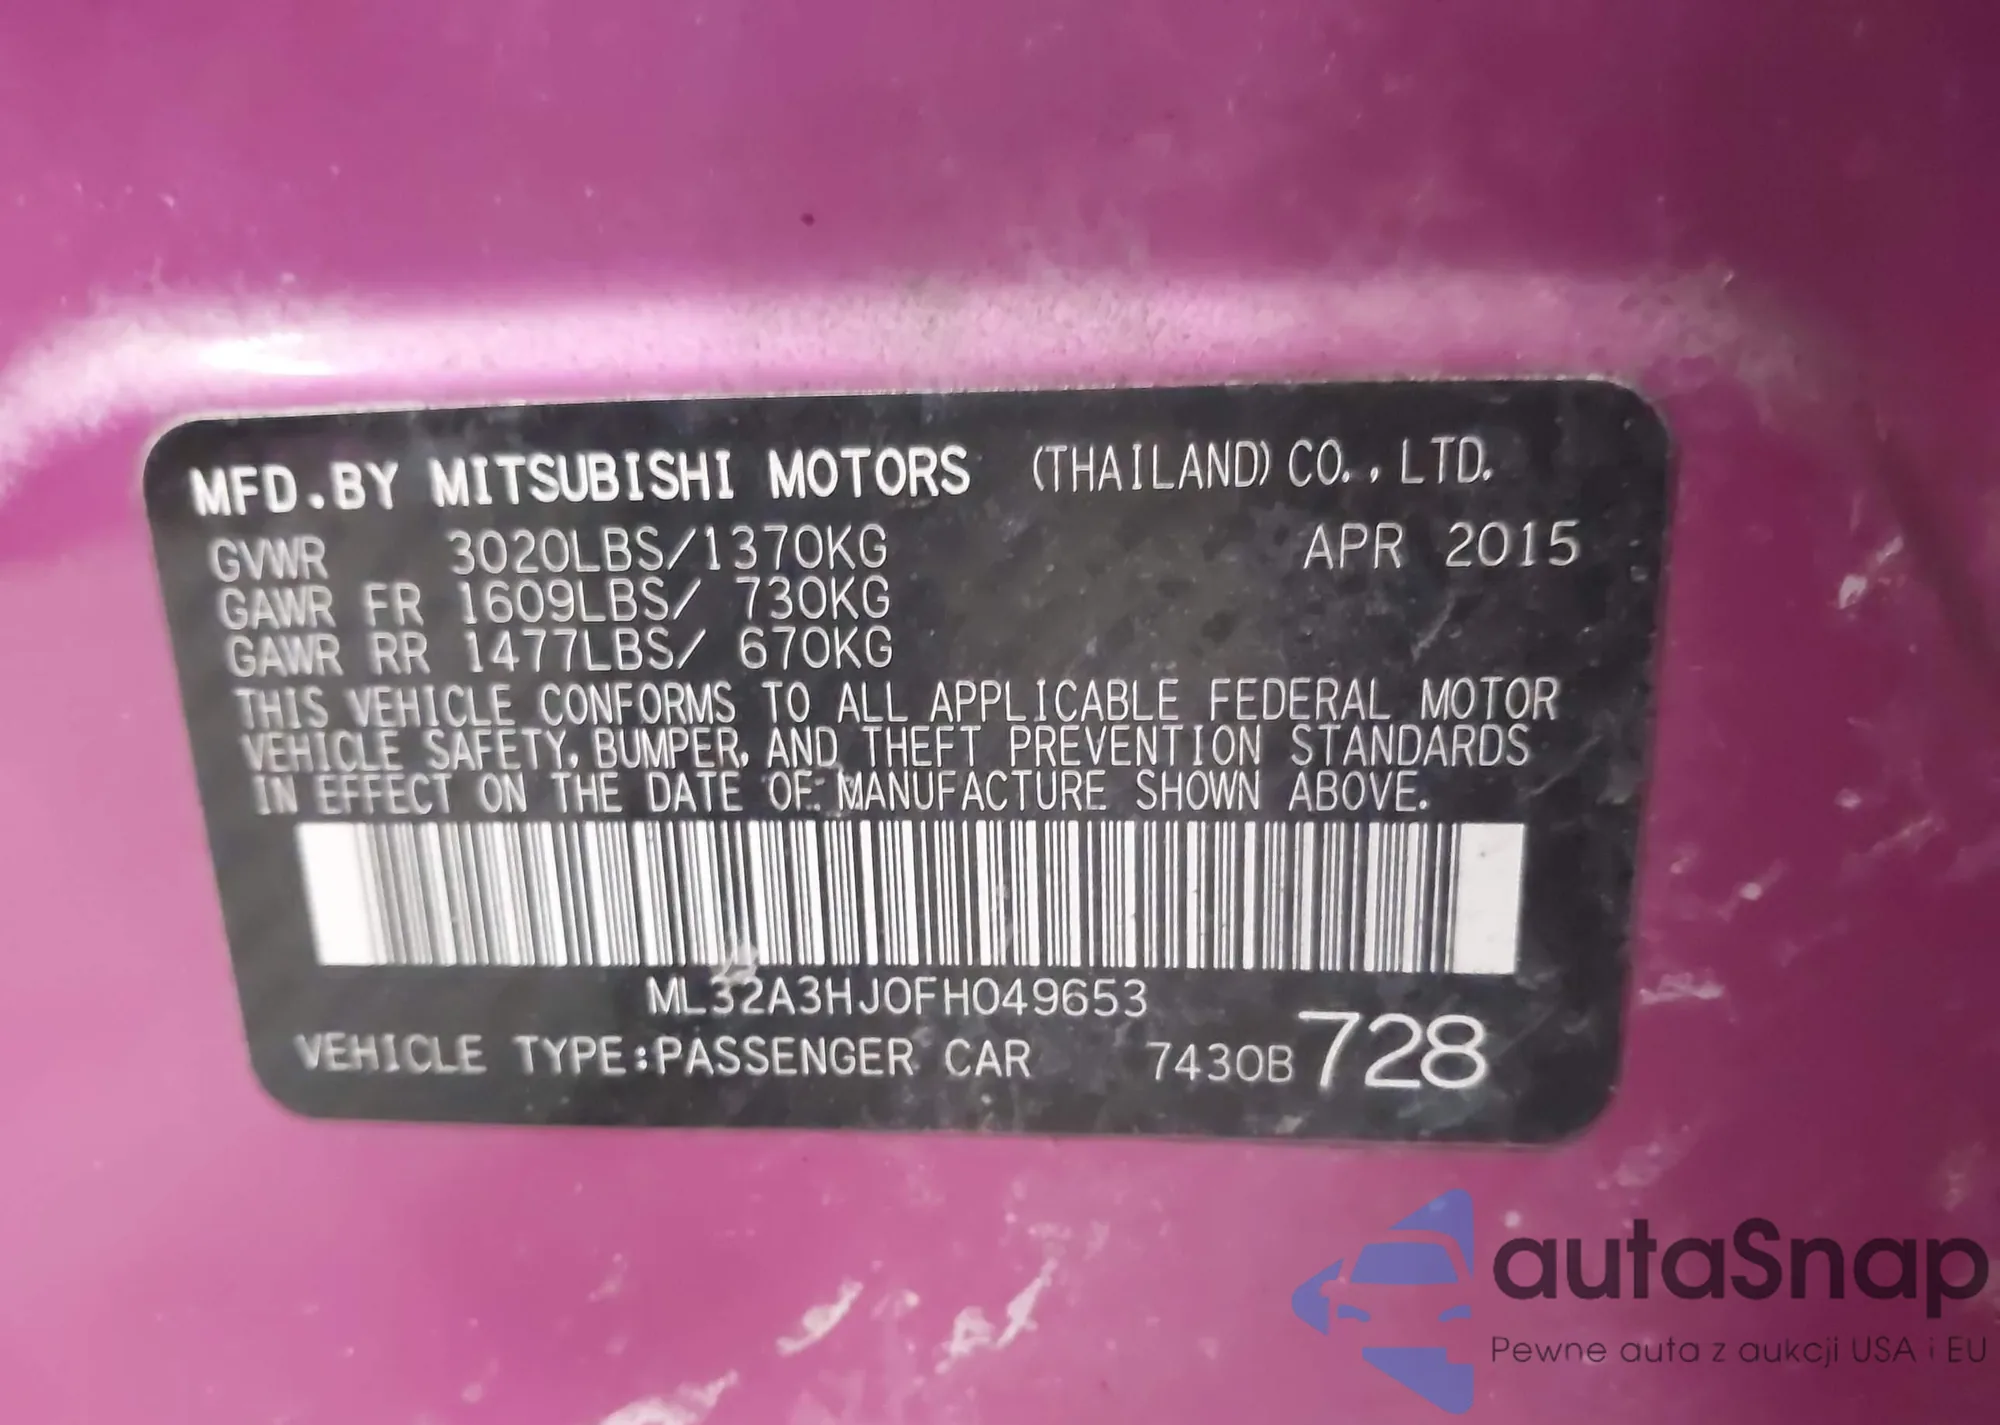 MFD.BY MITSUBISHI MOTORS (THAILAND) CO., LTD.
GVWR 3020LBS/1370KG APR 2015
GAWR FR 1609LBS/ 730KG
GAWR RR 1477LBS/ 670KG
THIS VEHICLE CONFORMS TO ALL APPLICABLE FEDERAL MOTOR
VEHICLE SAFETY, BUMPER, AND THEFT PREVENTION STANDARDS
IN EFFECT ON THE DATE OF MANUFACTURE SHOWN ABOVE.
ML32A3HJ0FH049653
VEHICLE TYPE:PASSENGER CAR 7430B 728
autaSnap
Pewne auta z aukcji USA i EU